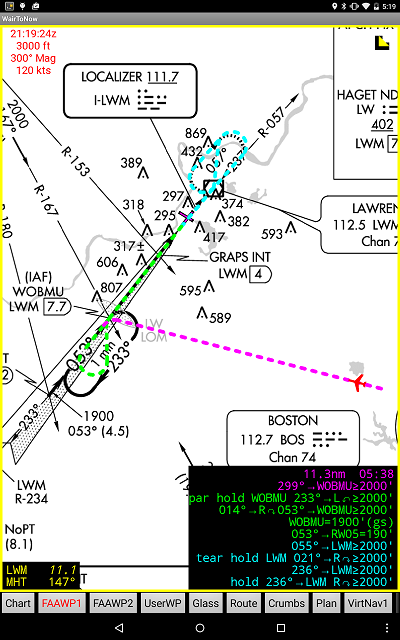 5:19
WairToNow
21:19:24z
3000 ft
300° Mag
120 kts
LOCALIZER 111.7
I-LWM
HAGET ND
LW
402
LWM 7
2000
147°
R-153
R-167
R-180
R-057
869
432
057°
237°
389
297
374
318
295
382
417
593
317±
606
807
GRAPS INT
LWM 4
595
589
LAWREN
112.5 LWM
Chan 7
(IAF)
WOBMU
LWM 7.7
LW
LOM
053°
1 min
233°
233°
1900
053° (4.5)
LWM
R-234
NoPT
(8.1)
BOSTON
112.7 BOS
Chan 74
11.3nm 05:38
299°→WOBMU≥2000'
par hold WOBMU 233°→L↶≥2000'
014°→R↷053°→WOBMU≥2000'
WOBMU=1900'(gs)
053°→RW05=190'
055°→LWM≥2000'
tear hold LWM 021°→R↷≥2000'
236°→LWM≥2000'
hold 236°→LWM R↷≥2000'
LWM 11.1
MHT 147°
Chart FAAWP1 FAAWP2 UserWP Glass Route Crumbs Plan VirtNav1